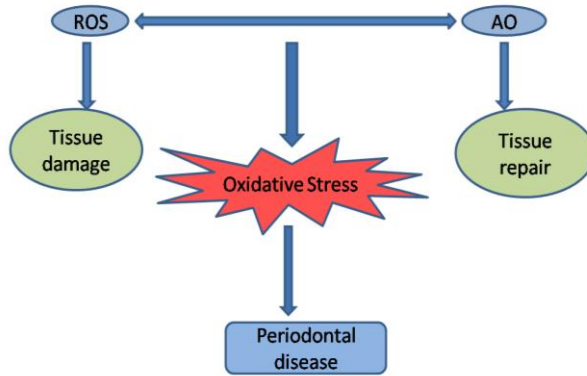 ROS
AO
Tissue
damage
Tissue
repair
Oxidative Stress
Periodontal
disease